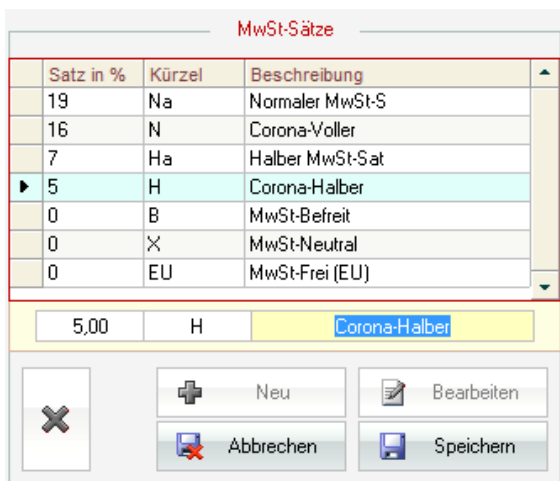 MwSt-Sätze
Satz in % Kürzel Beschreibung
19 Na Normaler MwSt-S
16 N Corona-Voller
7 Ha Halber MwSt-Sat
5 H Corona-Halber
0 B MwSt-Befreit
0 X MwSt-Neutral
0 EU MwSt-Frei (EU)
5,00 H Corona-Halber
Neu Bearbeiten
Abbrechen Speichern